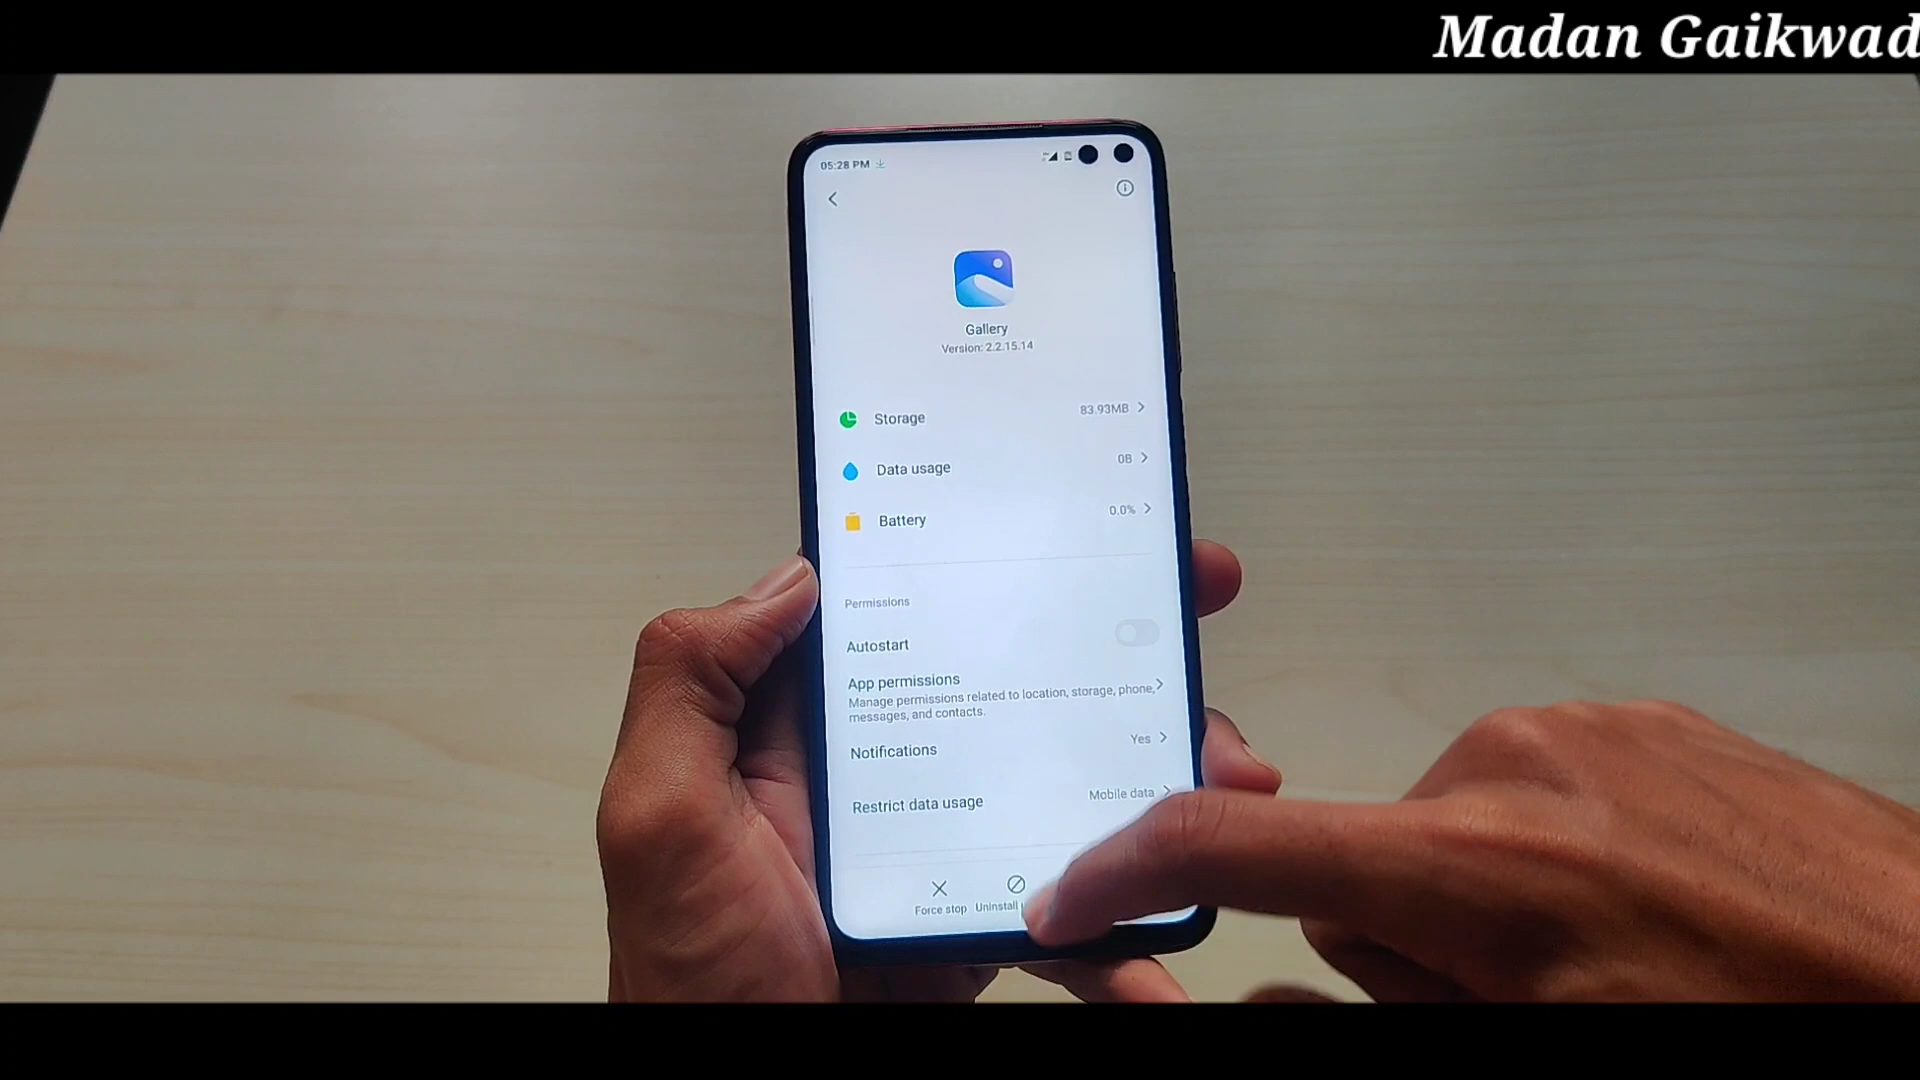 Madan Gaikwad
05:28 PM
Gallery
Version: 2.2.15.14
Storage 83.93MB
Data usage 0B
Battery 0.0%
Permissions
Autostart
App permissions
Manage permissions related to location, storage, phone,
messages, and contacts.
Notifications Yes
Restrict data usage Mobile data
Force stop Uninstall